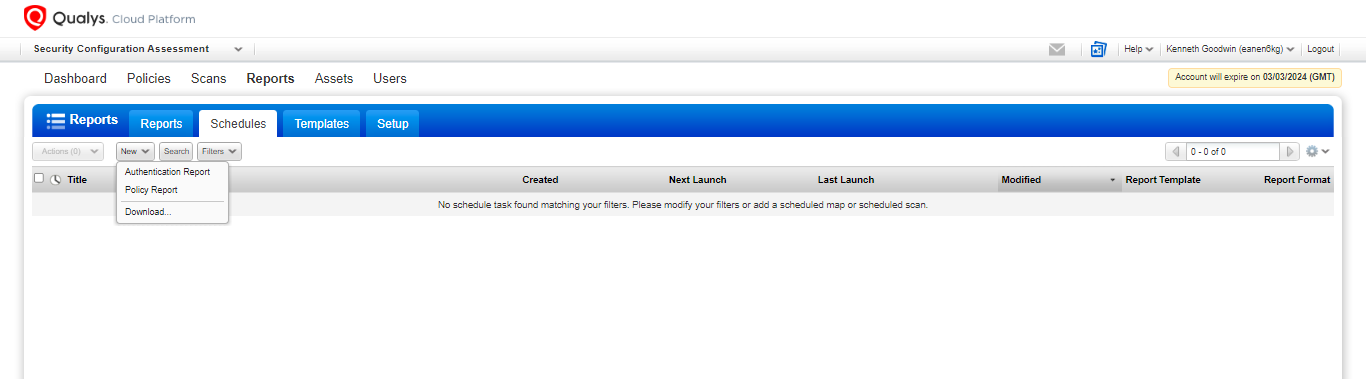 Qualys. Cloud Platform
Security Configuration Assessment
Help
Kenneth Goodwin (eanen6kg)
Logout
Dashboard
Policies
Scans
Reports
Assets
Users
Account will expire on 03/03/2024 (GMT)
Reports
Reports
Schedules
Templates
Setup
Actions (0)
New
Search
Filters
0 - 0 of 0
Authentication Report
Policy Report
Download...
Title
Created
Next Launch
Last Launch
Modified
Report Template
Report Format
No schedule task found matching your filters. Please modify your filters or add a scheduled map or scheduled scan.